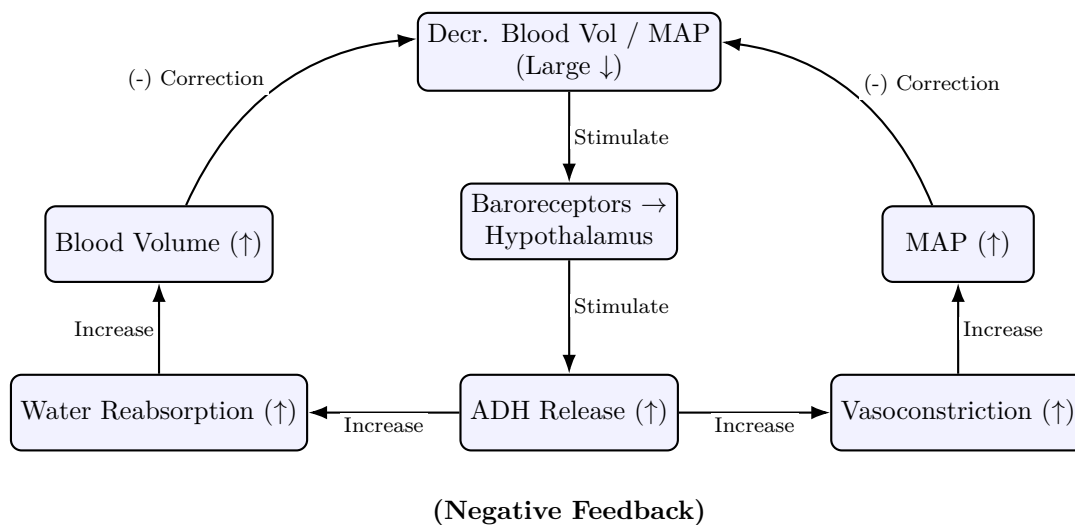 Decr. Blood Vol / MAP
(Large ↓)
(-) Correction
(-) Correction
Stimulate
Baroreceptors →
Hypothalamus
Blood Volume (↑)
MAP (↑)
Stimulate
Increase
Increase
Water Reabsorption (↑)
ADH Release (↑)
Vasoconstriction (↑)
Increase
Increase
(Negative Feedback)